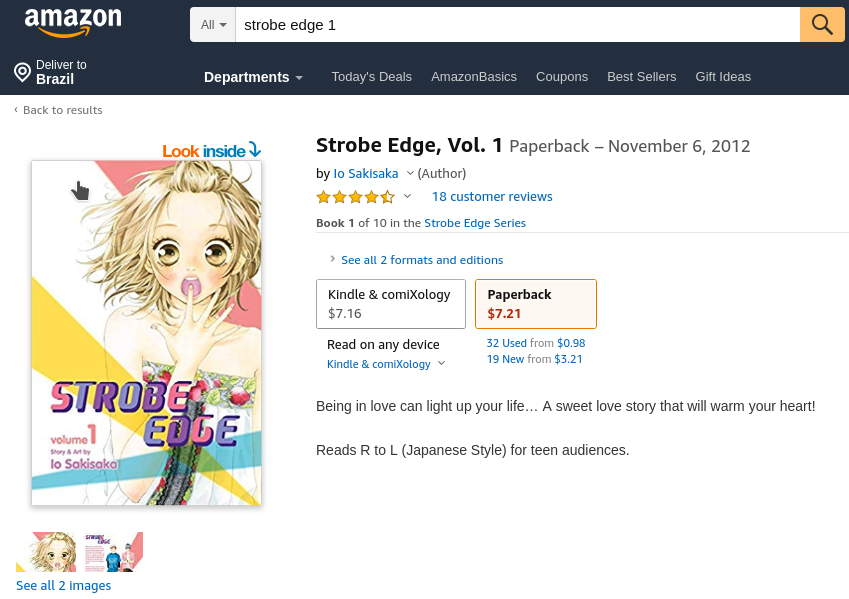 amazon
All
strobe edge 1
Deliver to
Brazil
Departments
Today's Deals
AmazonBasics
Coupons
Best Sellers
Gift Ideas
‹ Back to results
Look inside
Strobe Edge, Vol. 1 Paperback – November 6, 2012
by Io Sakisaka (Author)
18 customer reviews
Book 1 of 10 in the Strobe Edge Series
› See all 2 formats and editions
Kindle & comiXology
$7.16
Paperback
$7.21
Read on any device
Kindle & comiXology
32 Used from $0.98
19 New from $3.21
Being in love can light up your life… A sweet love story that will warm your heart!
Reads R to L (Japanese Style) for teen audiences.
STROBE
EDGE
volume 1
Story & Art by
Io Sakisaka
STROBE
EDGE
See all 2 images